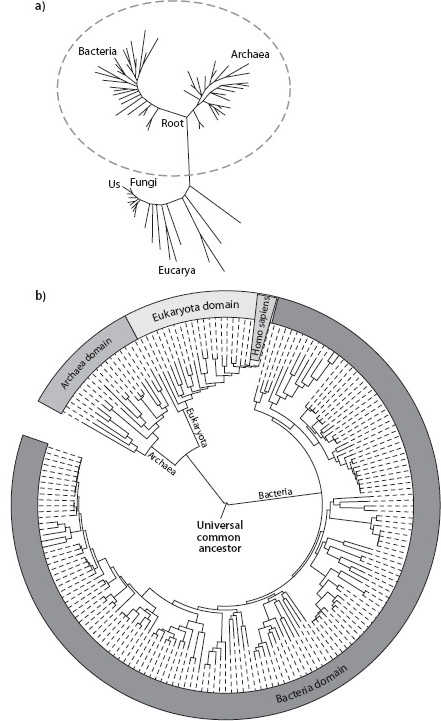 a)
Bacteria
Archaea
Root
Us
Fungi
Eucarya
b)
Archaea domain
Eukaryota domain
Homo sapiens
Eukaryota
Archaea
Bacteria
Universal
common
ancestor
Bacteria domain